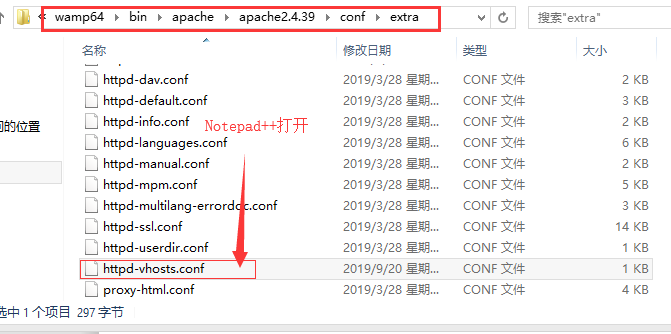 « wamp64 › bin › apache › apache2.4.39 › conf › extra
搜索"extra"
名称 修改日期 类型 大小
httpd-dav.conf 2019/3/28 星期... CONF 文件 2 KB
httpd-default.conf 2019/3/28 星期... CONF 文件 3 KB
httpd-info.conf 2019/3/28 星期... CONF 文件 2 KB
的位置
Notepad++打开
httpd-languages.conf 2019/3/28 星期... CONF 文件 6 KB
httpd-manual.conf 2019/3/28 星期... CONF 文件 2 KB
httpd-mpm.conf 2019/3/28 星期... CONF 文件 5 KB
httpd-multilang-errordoc.conf 2019/3/28 星期... CONF 文件 3 KB
httpd-ssl.conf 2019/3/28 星期... CONF 文件 14 KB
httpd-userdir.conf 2019/3/28 星期... CONF 文件 1 KB
httpd-vhosts.conf 2019/9/20 星期... CONF 文件 1 KB
proxy-html.conf 2019/3/28 星期... CONF 文件 4 KB
选中 1 个项目 297 字节